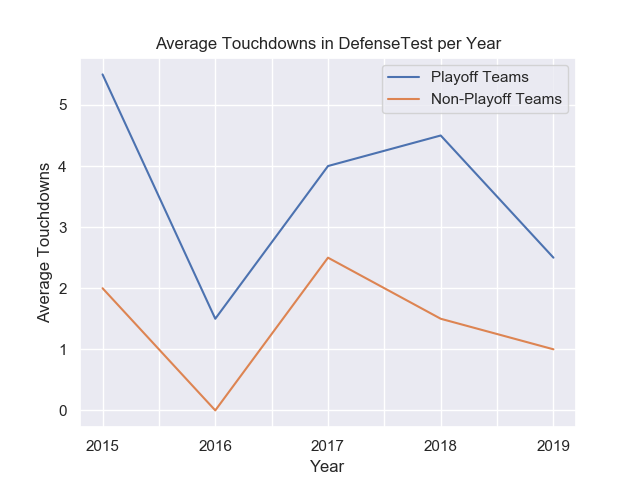 Average Touchdowns in DefenseTest per Year
Playoff Teams
Non-Playoff Teams
Average Touchdowns
5
4
3
2
1
0
2015 2016 2017 2018 2019
Year